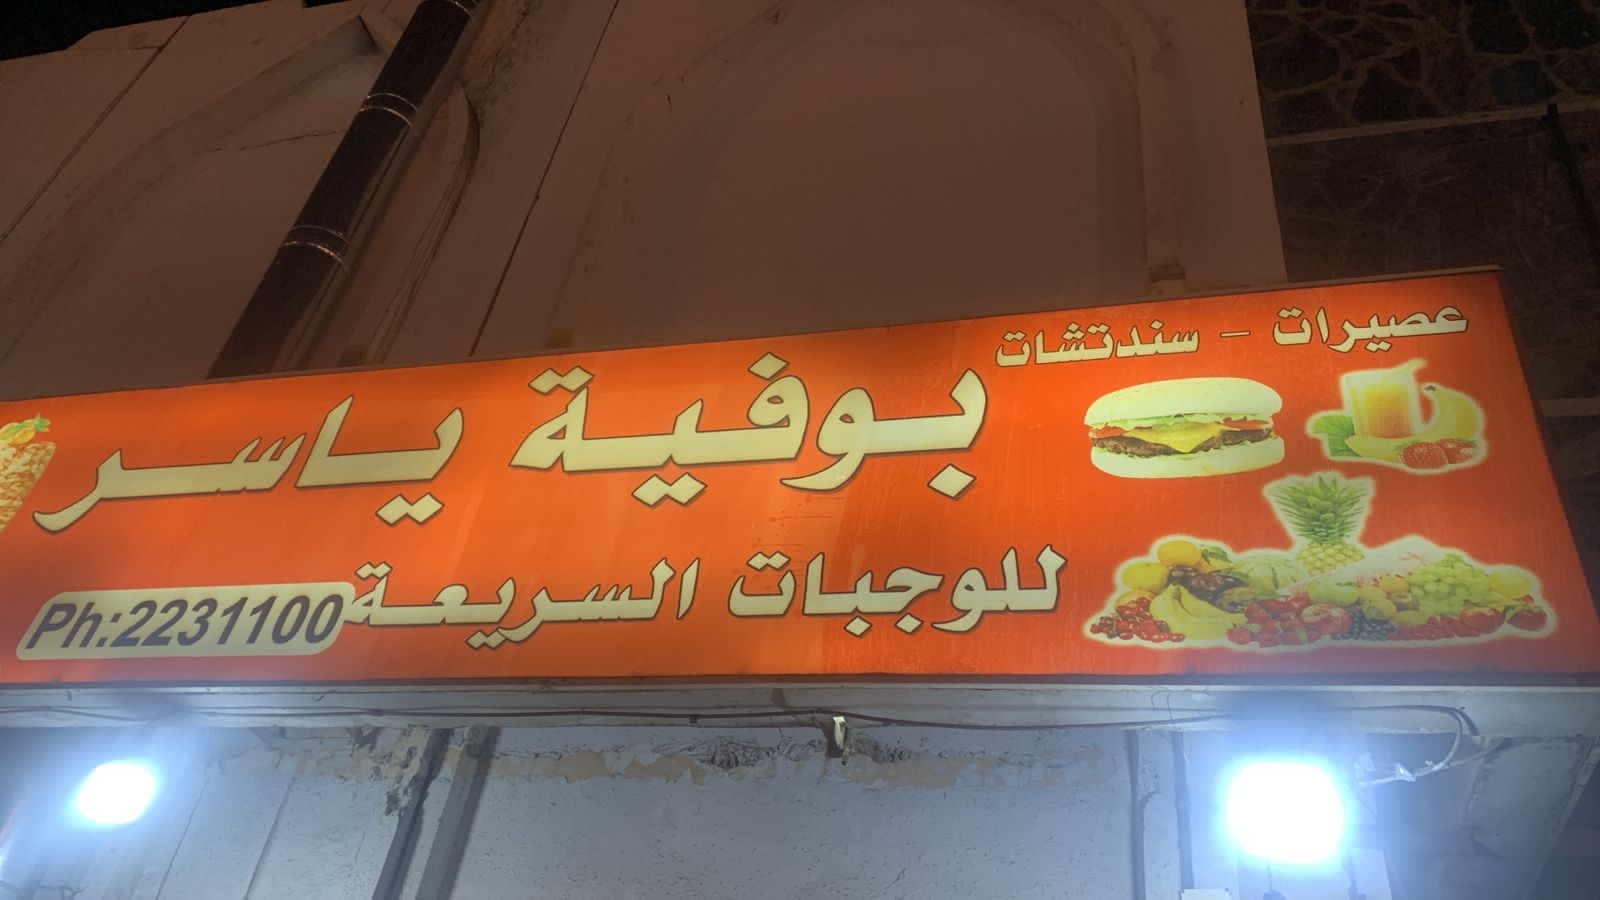 عصيرات - سندتشات
بوفية ياسر
للوجبات السريعة
Ph:2231100